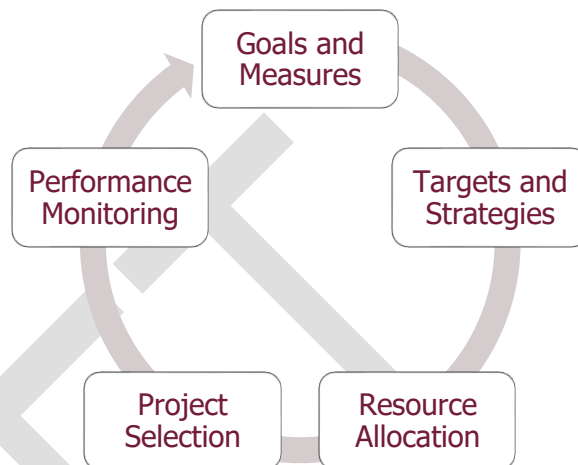 Goals and
Measures
Targets and
Strategies
Resource
Allocation
Project
Selection
Performance
Monitoring